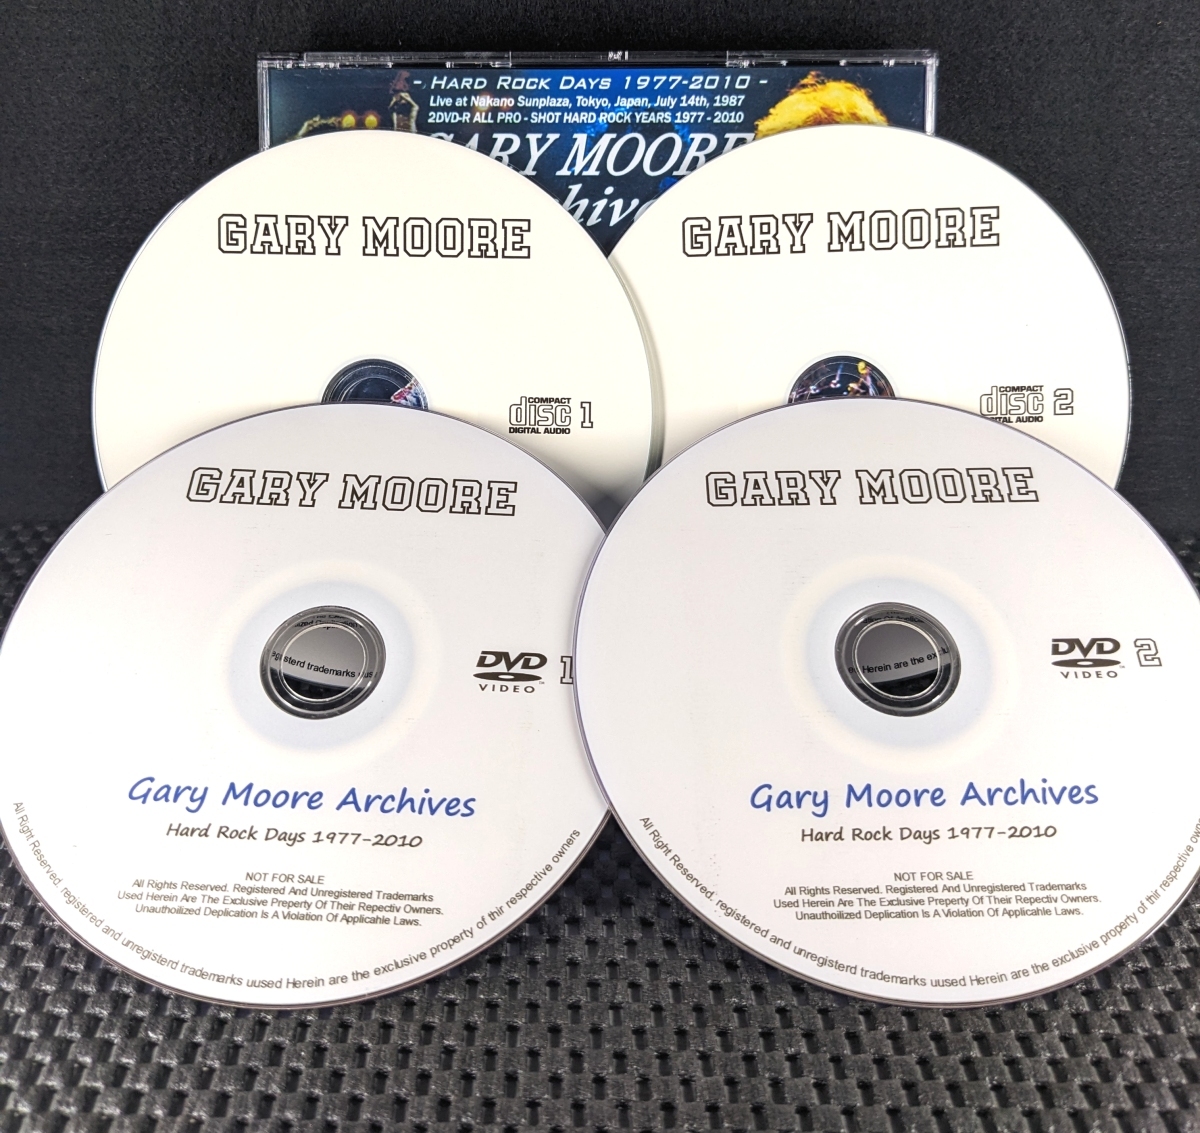 - HARD ROCK DAYS 1977-2010 -
Live at Nakano Sunplaza, Tokyo, Japan, July 14th, 1987
2DVD-R ALL PRO - SHOT HARD ROCK YEARS 1977 - 2010
GARY MOORE
GARY MOORE
COMPACT
disc 1
DIGITAL AUDIO
GARY MOORE
COMPACT
disc 2
DIGITAL AUDIO
GARY MOORE
DVD 1
VIDEO
Gary Moore Archives
Hard Rock Days 1977-2010
NOT FOR SALE
All Rights Reserved. Registered And Unregistered Trademarks
Used Herein Are The Exclusive Preperty Of Their Repectiv Owners.
Unauthoilized Deplication Is A Violation Of Applicahle Laws.
All Right Reserved. registered and unregisterd trademarks uused Herein are the exclusive property of thir respective owners
GARY MOORE
DVD 2
VIDEO
Gary Moore Archives
Hard Rock Days 1977-2010
NOT FOR SALE
All Rights Reserved. Registered And Unregistered Trademarks
Used Herein Are The Exclusive Preperty Of Their Repectiv Owners.
Unauthoilized Deplication Is A Violation Of Applicahle Laws.
All Right Reserved. registered and unregisterd trademarks uused Herein are the exclusive property of thir respective owners